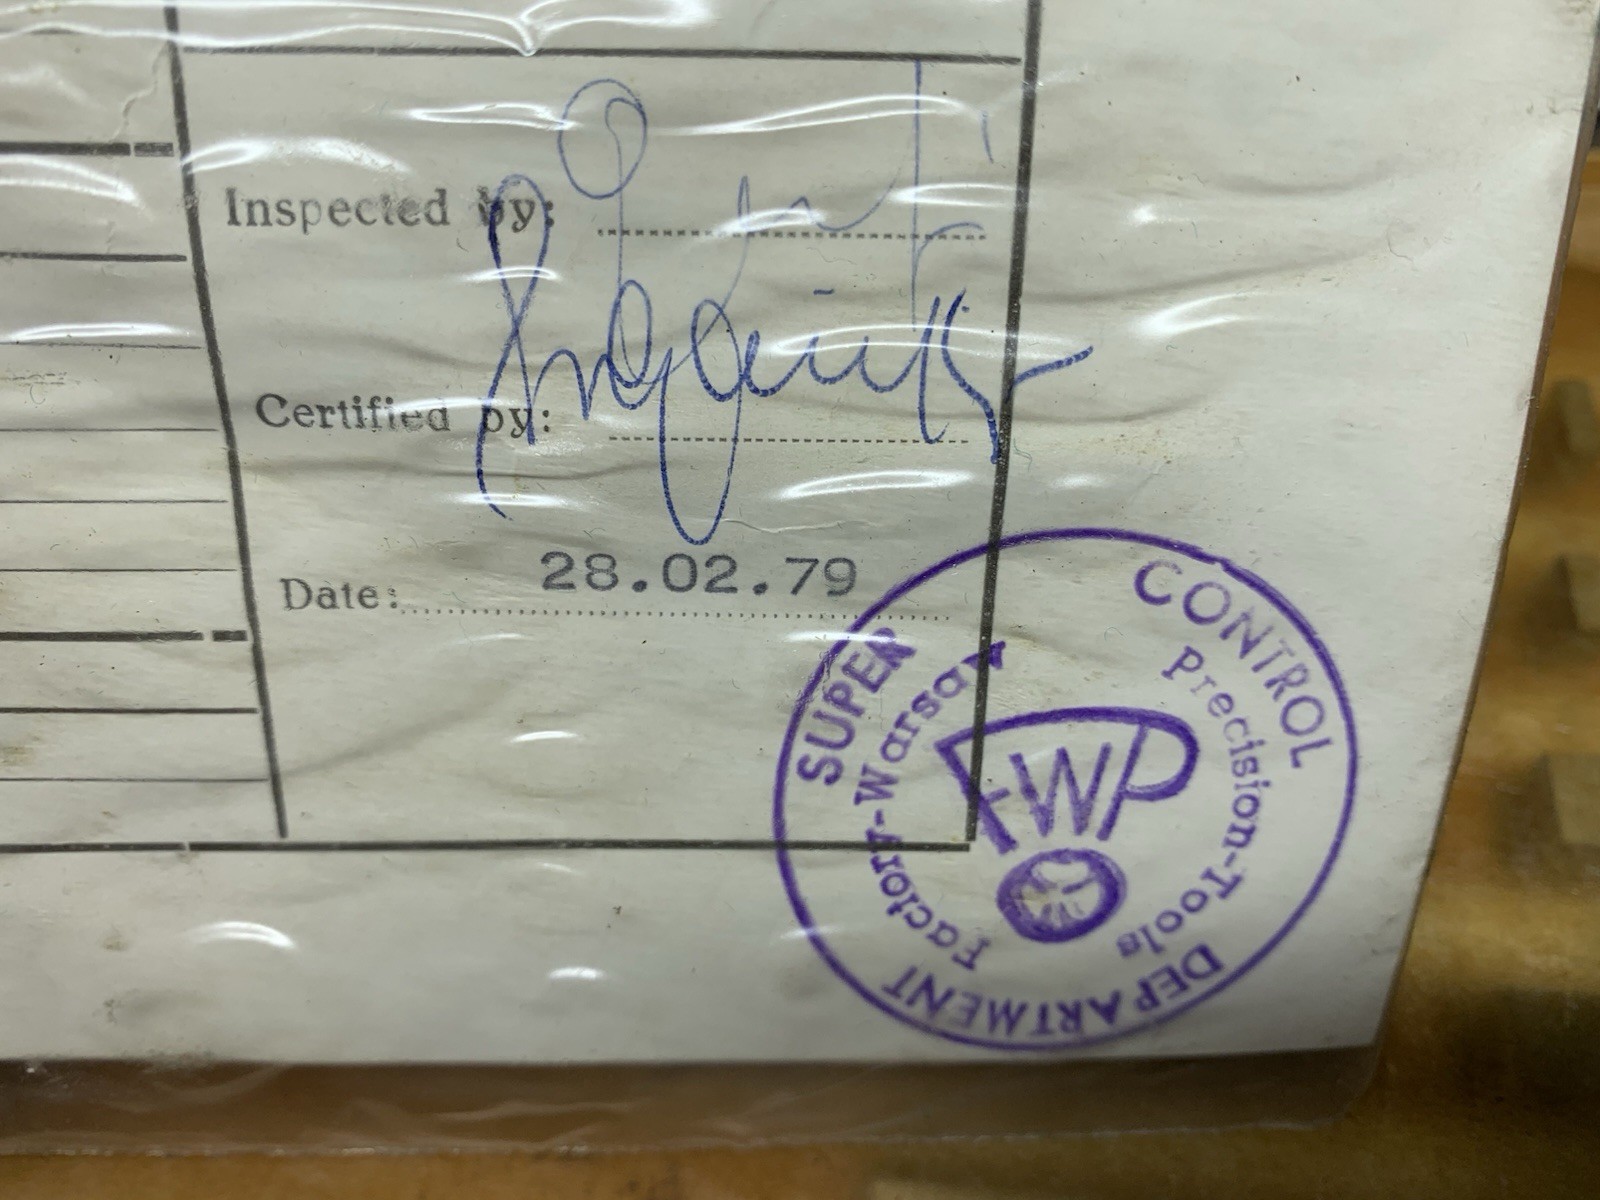 Inspected by:
Certified by:
Date: 28.02.79
SUPER CONTROL DEPARTMENT
Precision-Tools Factory-Warsaw
FWP